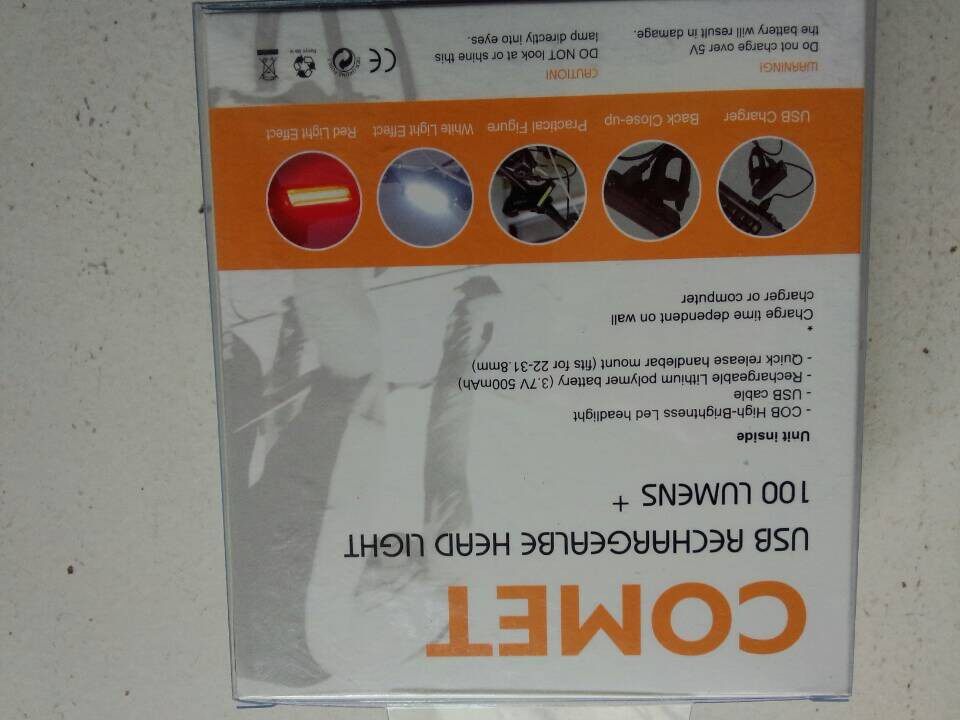 COMET
USB RECHARGEALBE HEAD LIGHT
100 LUMENS +
Unit inside
- COB High-Brightness Led headlight
- USB cable
- Rechargeable Lithium polymer battery (3.7V 500mAh)
- Quick release handlebar mount (fits for 22-31.8mm)
*
Charge time dependent on wall
charger or computer
USB Charger
Back Close-up
Practical Figure
White Light Effect
Red Light Effect
WARNING!
Do not charge over 5V
the battery will result in damage.
CAUTION!
DO NOT look at or shine this
lamp directly into eyes.
CE